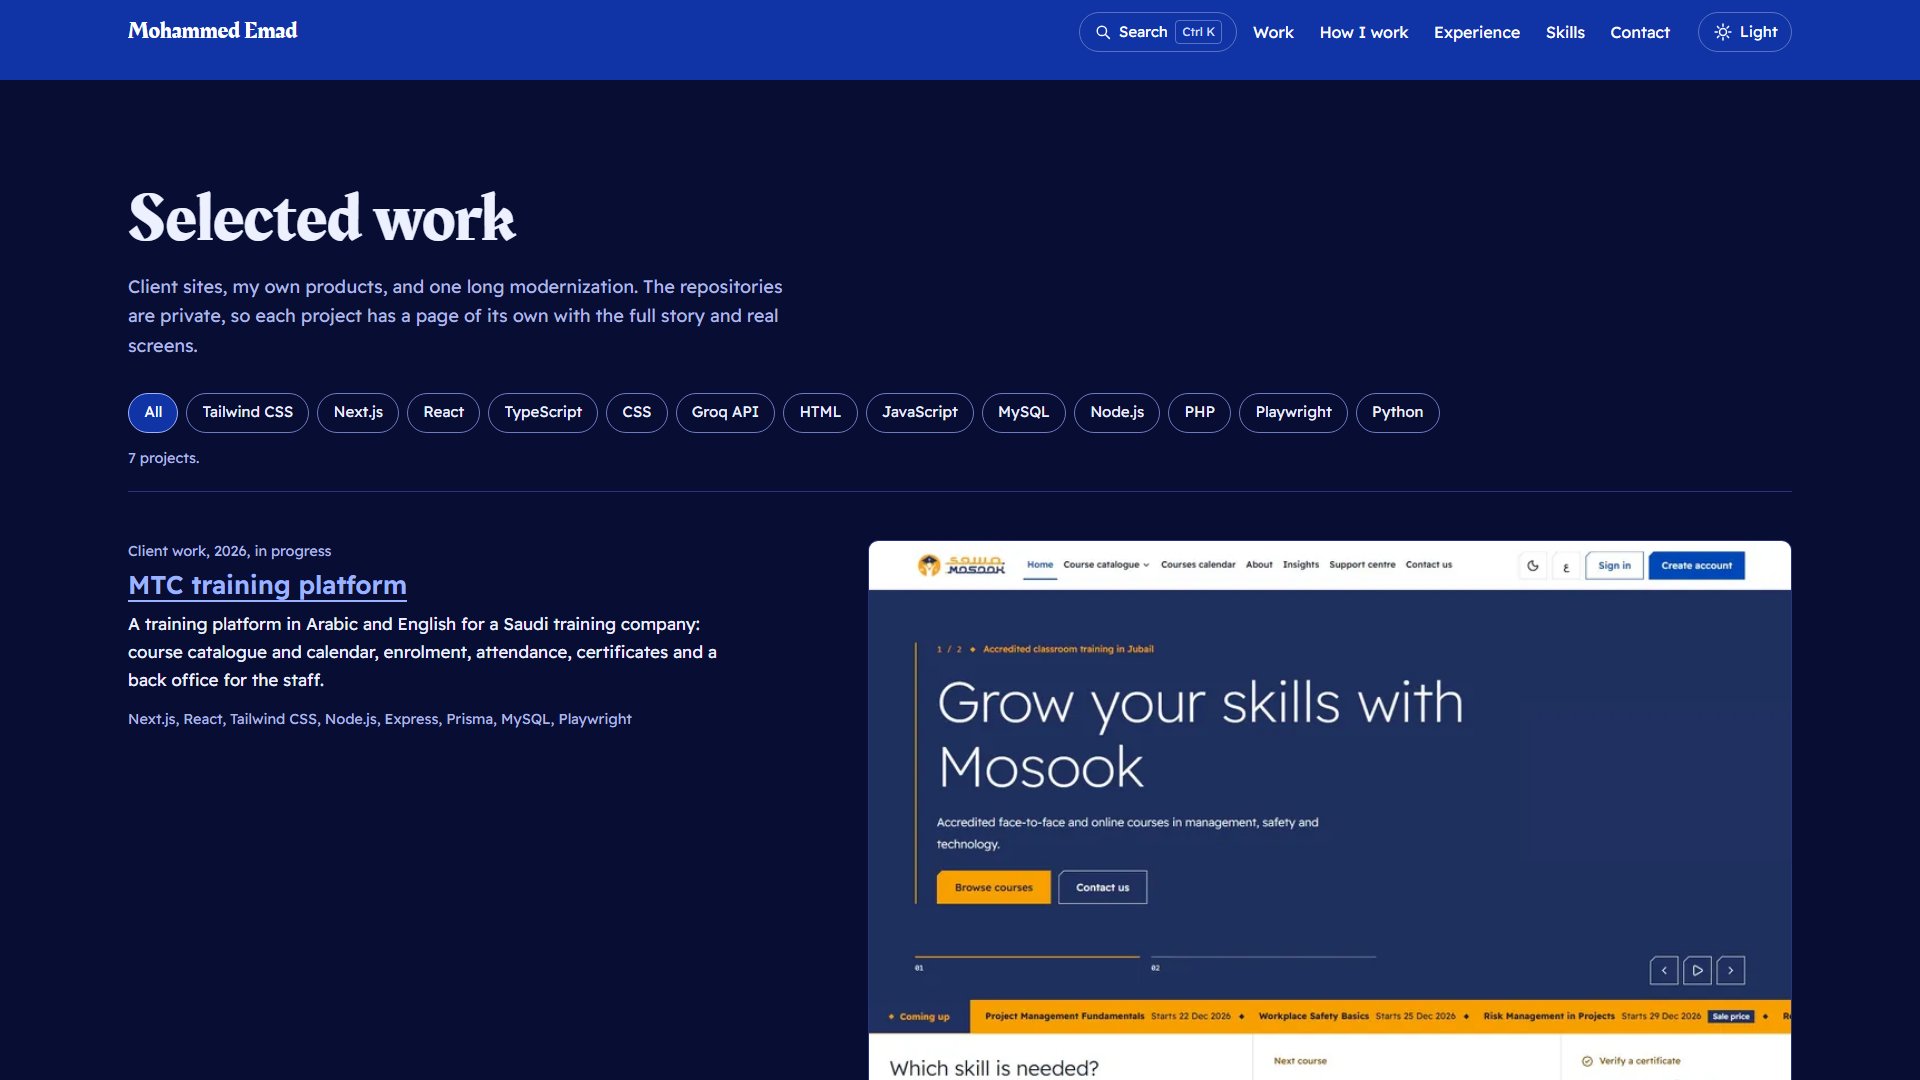 Mohammed Emad
Search Ctrl K Work How I work Experience Skills Contact Light
Selected work
Client sites, my own products, and one long modernization. The repositories
are private, so each project has a page of its own with the full story and real
screens.
All Tailwind CSS Next.js React TypeScript CSS Groq API HTML JavaScript MySQL Node.js PHP Playwright Python
7 projects.
Client work, 2026, in progress
MTC training platform
A training platform in Arabic and English for a Saudi training company:
course catalogue and calendar, enrolment, attendance, certificates and a
back office for the staff.
Next.js, React, Tailwind CSS, Node.js, Express, Prisma, MySQL, Playwright
موسوق
MOSOOK
Home Course catalogue Courses calendar About Insights Support centre Contact us ع Sign in Create account
1 / 2 Accredited classroom training in Jubail
Grow your skills with
Mosook
Accredited face-to-face and online courses in management, safety and
technology.
Browse courses Contact us
01 02
Coming up Project Management Fundamentals Starts 22 Dec 2026 Workplace Safety Basics Starts 25 Dec 2026 Risk Management in Projects Starts 29 Dec 2026 Sale price
Which skill is needed? Next course Verify a certificate